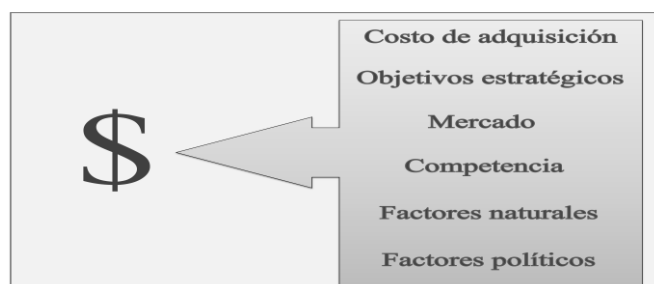 $
Costo de adquisición
Objetivos estratégicos
Mercado
Competencia
Factores naturales
Factores políticos